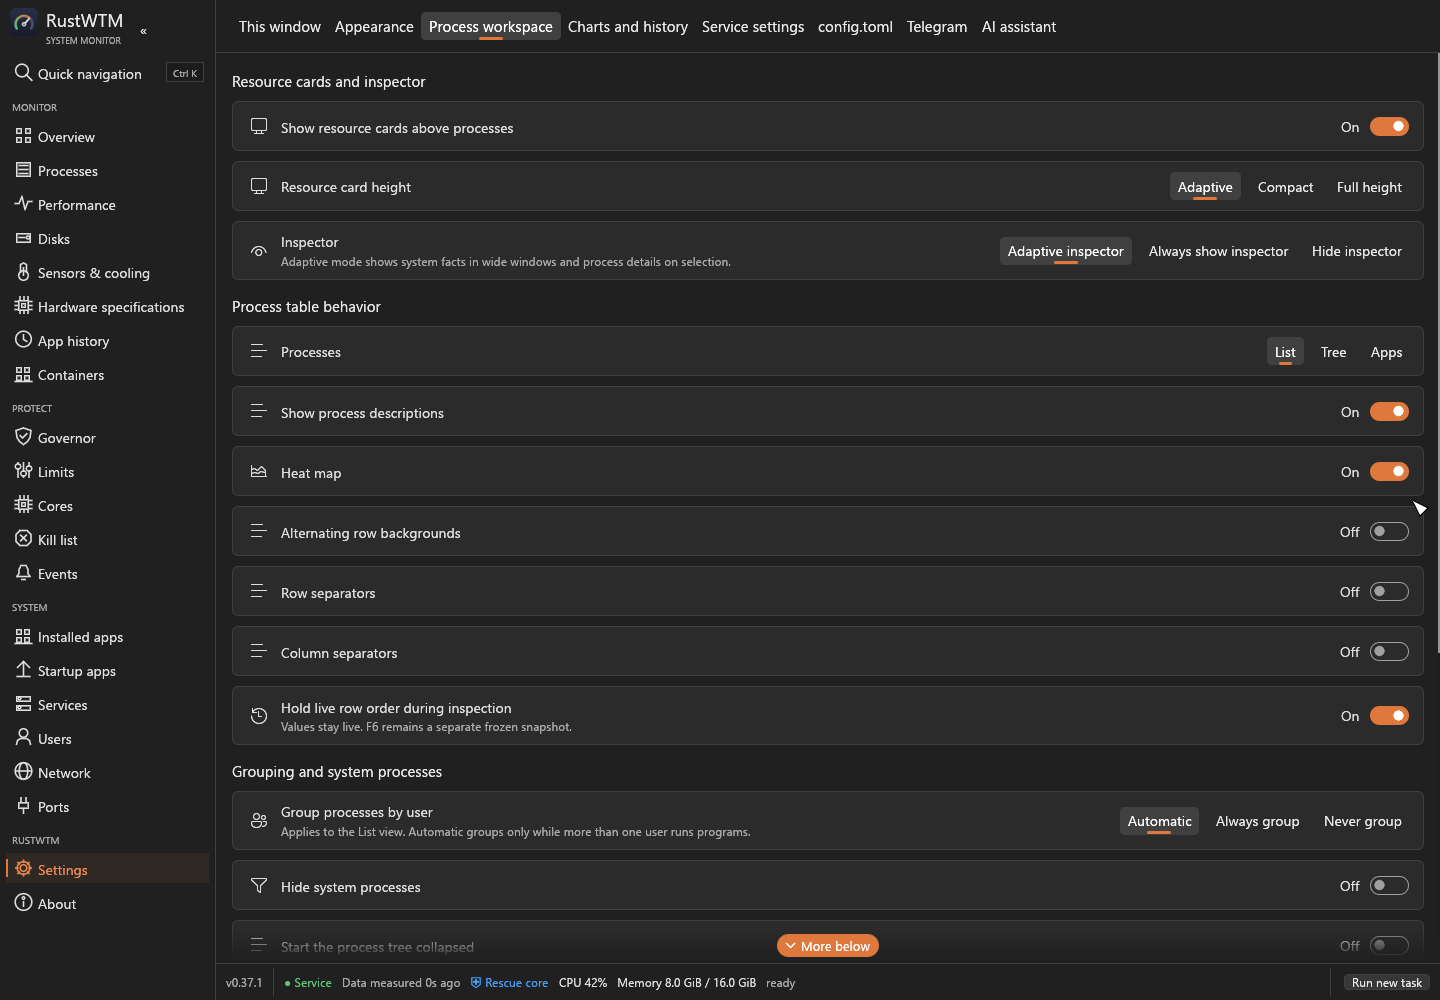 RustWTM
SYSTEM MONITOR
«
Quick navigation
Ctrl K
MONITOR
Overview
Processes
Performance
Disks
Sensors & cooling
Hardware specifications
App history
Containers
PROTECT
Governor
Limits
Cores
Kill list
Events
SYSTEM
Installed apps
Startup apps
Services
Users
Network
Ports
RUSTWTM
Settings
About
This window Appearance Process workspace Charts and history Service settings config.toml Telegram AI assistant
Resource cards and inspector
Show resource cards above processes On
Resource card height Adaptive Compact Full height
Inspector
Adaptive mode shows system facts in wide windows and process details on selection.
Adaptive inspector Always show inspector Hide inspector
Process table behavior
Processes List Tree Apps
Show process descriptions On
Heat map On
Alternating row backgrounds Off
Row separators Off
Column separators Off
Hold live row order during inspection
Values stay live. F6 remains a separate frozen snapshot.
On
Grouping and system processes
Group processes by user
Applies to the List view. Automatic groups only while more than one user runs programs.
Automatic Always group Never group
Hide system processes Off
Start the process tree collapsed Off
More below
v0.37.1 Service Data measured 0s ago Rescue core CPU 42% Memory 8.0 GiB / 16.0 GiB ready Run new task